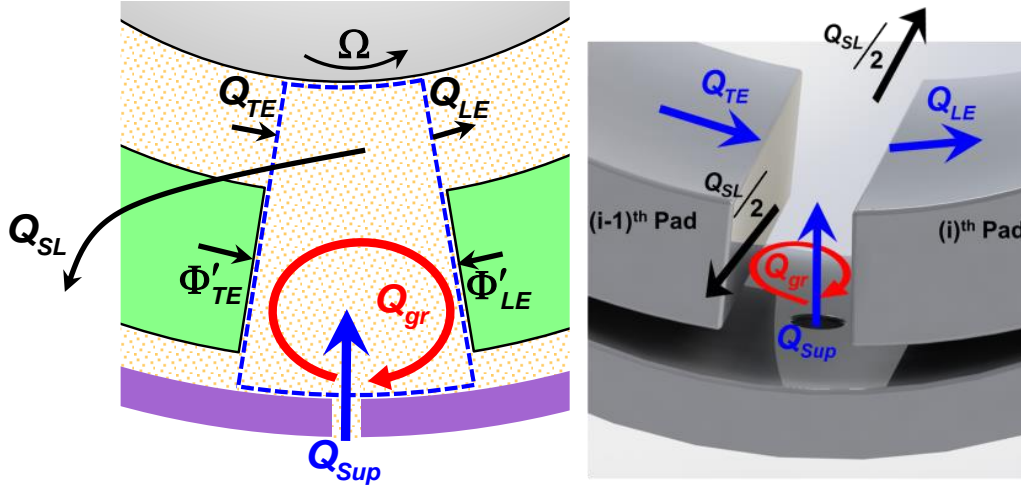 Ω
Q_TE
Q_LE
Q_SL
Φ′_TE
Φ′_LE
Q_gr
Q_Sup
Q_SL/2
Q_TE
Q_LE
Q_SL/2
(i-1)th Pad
(i)th Pad
Q_gr
Q_Sup